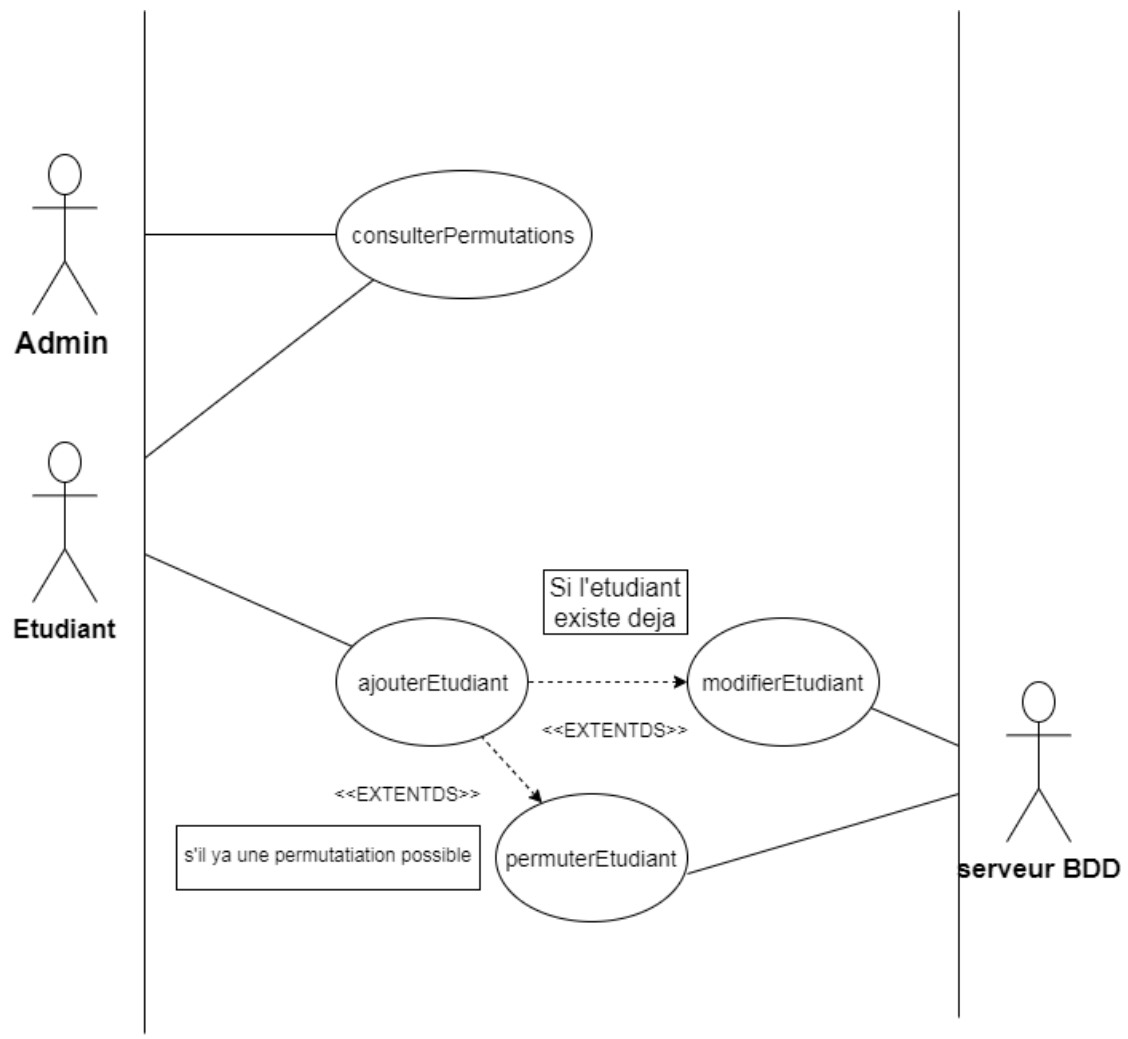 consulterPermutations
Admin
Etudiant
Si l'etudiant
existe deja
ajouterEtudiant
modifierEtudiant
<<EXTENTDS>>
<<EXTENTDS>>
s'il ya une permutatiation possible
permuterEtudiant
serveur BDD